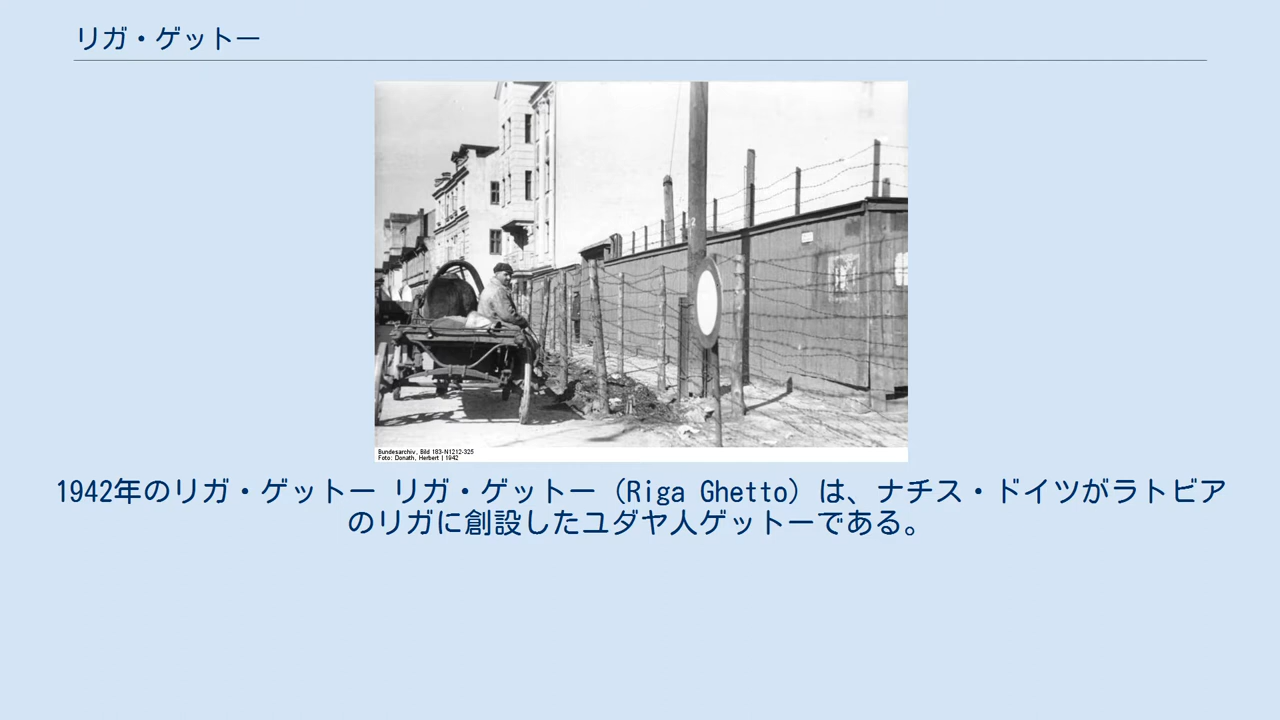 リガ・ゲットー
Bundesarchiv, Bild 183-N1212-325
Foto: Donath, Herbert | 1942
1942年のリガ・ゲットー リガ・ゲットー（Riga Ghetto）は、ナチス・ドイツがラトビア
のリガに創設したユダヤ人ゲットーである。